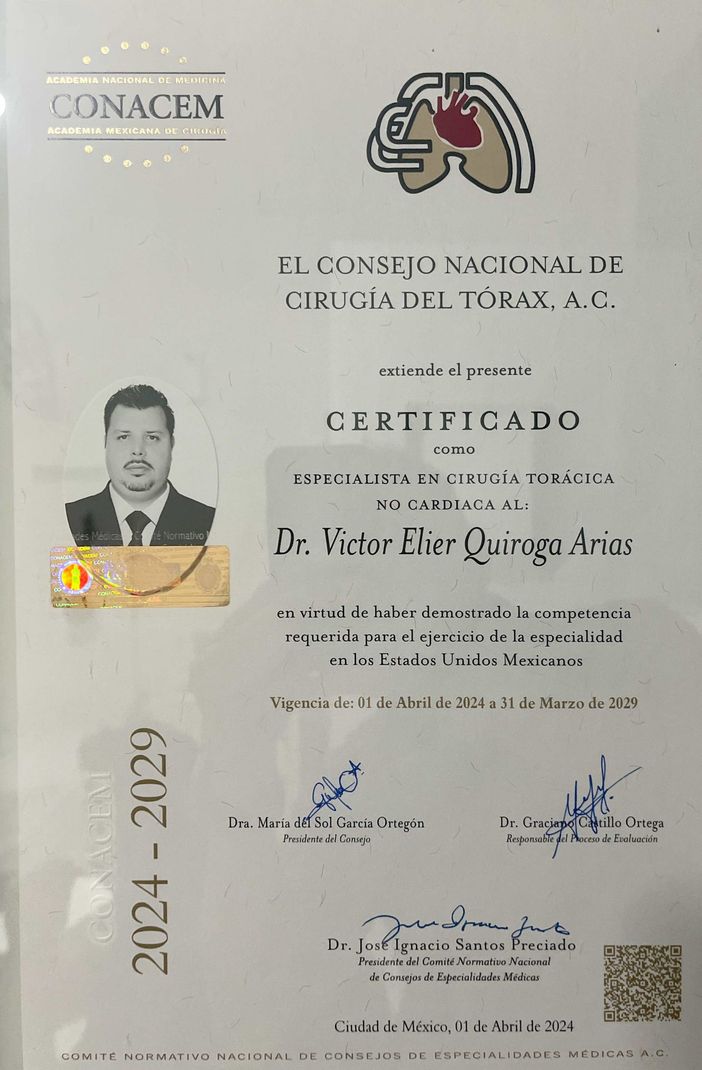 ACADEMIA NACIONAL DE MEDICINA
CONACEM
ACADEMIA MEXICANA DE CIRUGÍA
EL CONSEJO NACIONAL DE
CIRUGÍA DEL TÓRAX, A.C.
extiende el presente
CERTIFICADO
como
ESPECIALISTA EN CIRUGÍA TORÁCICA
NO CARDIACA AL:
Dr. Victor Elier Quiroga Arias
en virtud de haber demostrado la competencia
requerida para el ejercicio de la especialidad
en los Estados Unidos Mexicanos
Vigencia de: 01 de Abril de 2024 a 31 de Marzo de 2029
CONACEM
2024 - 2029
Dra. María del Sol García Ortegón
Presidente del Consejo
Dr. Graciano Castillo Ortega
Responsable del Proceso de Evaluación
Dr. José Ignacio Santos Preciado
Presidente del Comité Normativo Nacional
de Consejos de Especialidades Médicas
Ciudad de México, 01 de Abril de 2024
COMITÉ NORMATIVO NACIONAL DE CONSEJOS DE ESPECIALIDADES MÉDICAS A.C.